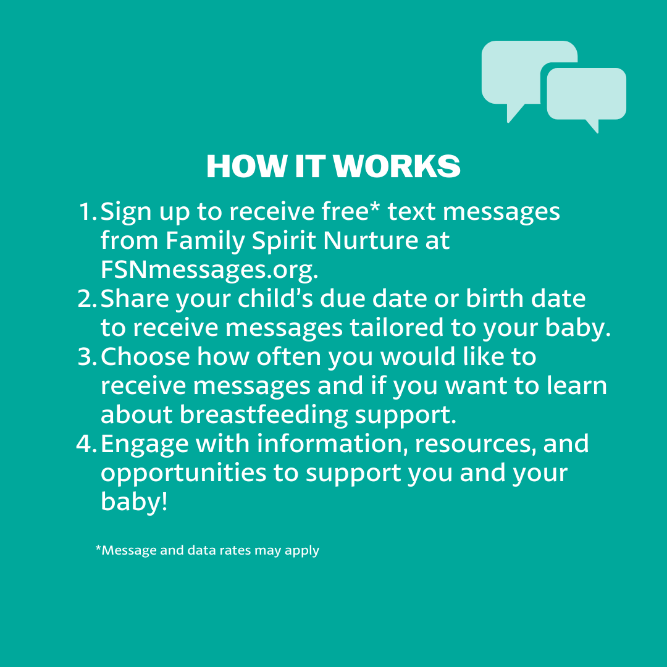 HOW IT WORKS
1. Sign up to receive free* text messages
from Family Spirit Nurture at
FSNmessages.org.
2. Share your child’s due date or birth date
to receive messages tailored to your baby.
3. Choose how often you would like to
receive messages and if you want to learn
about breastfeeding support.
4. Engage with information, resources, and
opportunities to support you and your
baby!
*Message and data rates may apply